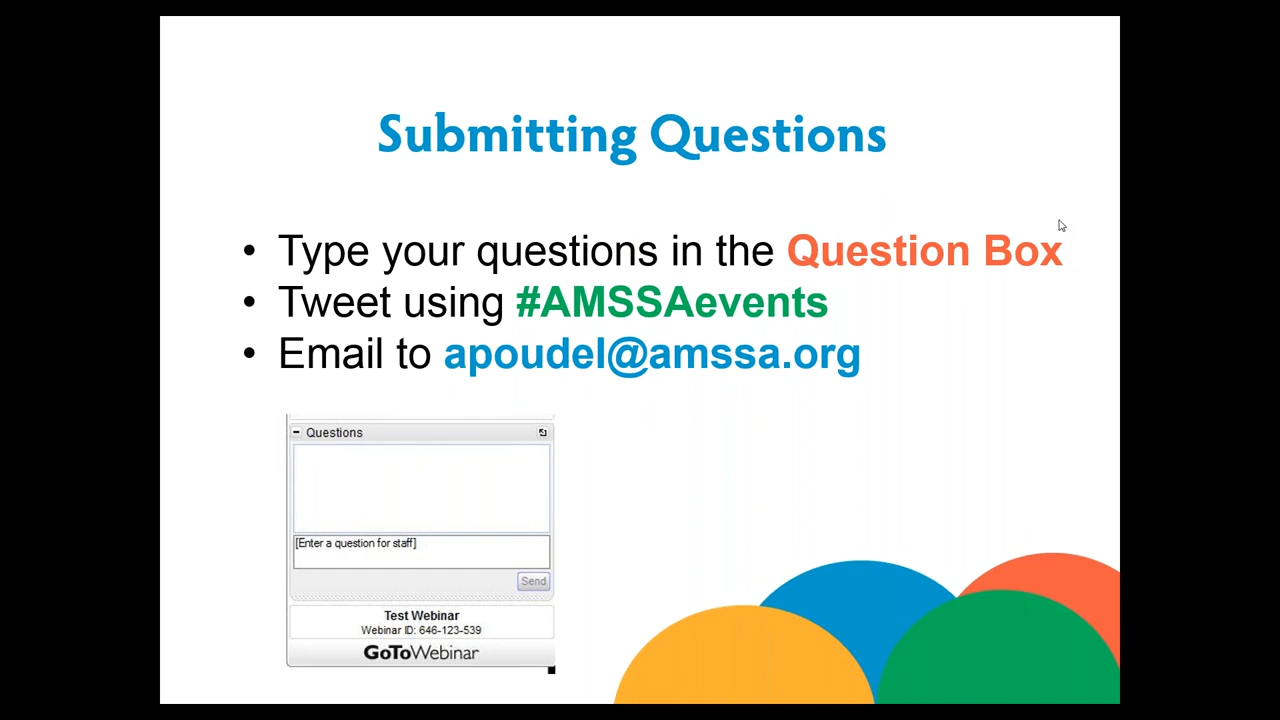 Submitting Questions
• Type your questions in the Question Box
• Tweet using #AMSSAevents
• Email to apoudel@amssa.org
Questions
[Enter a question for staff]
Send
Test Webinar
Webinar ID: 646-123-539
GoToWebinar